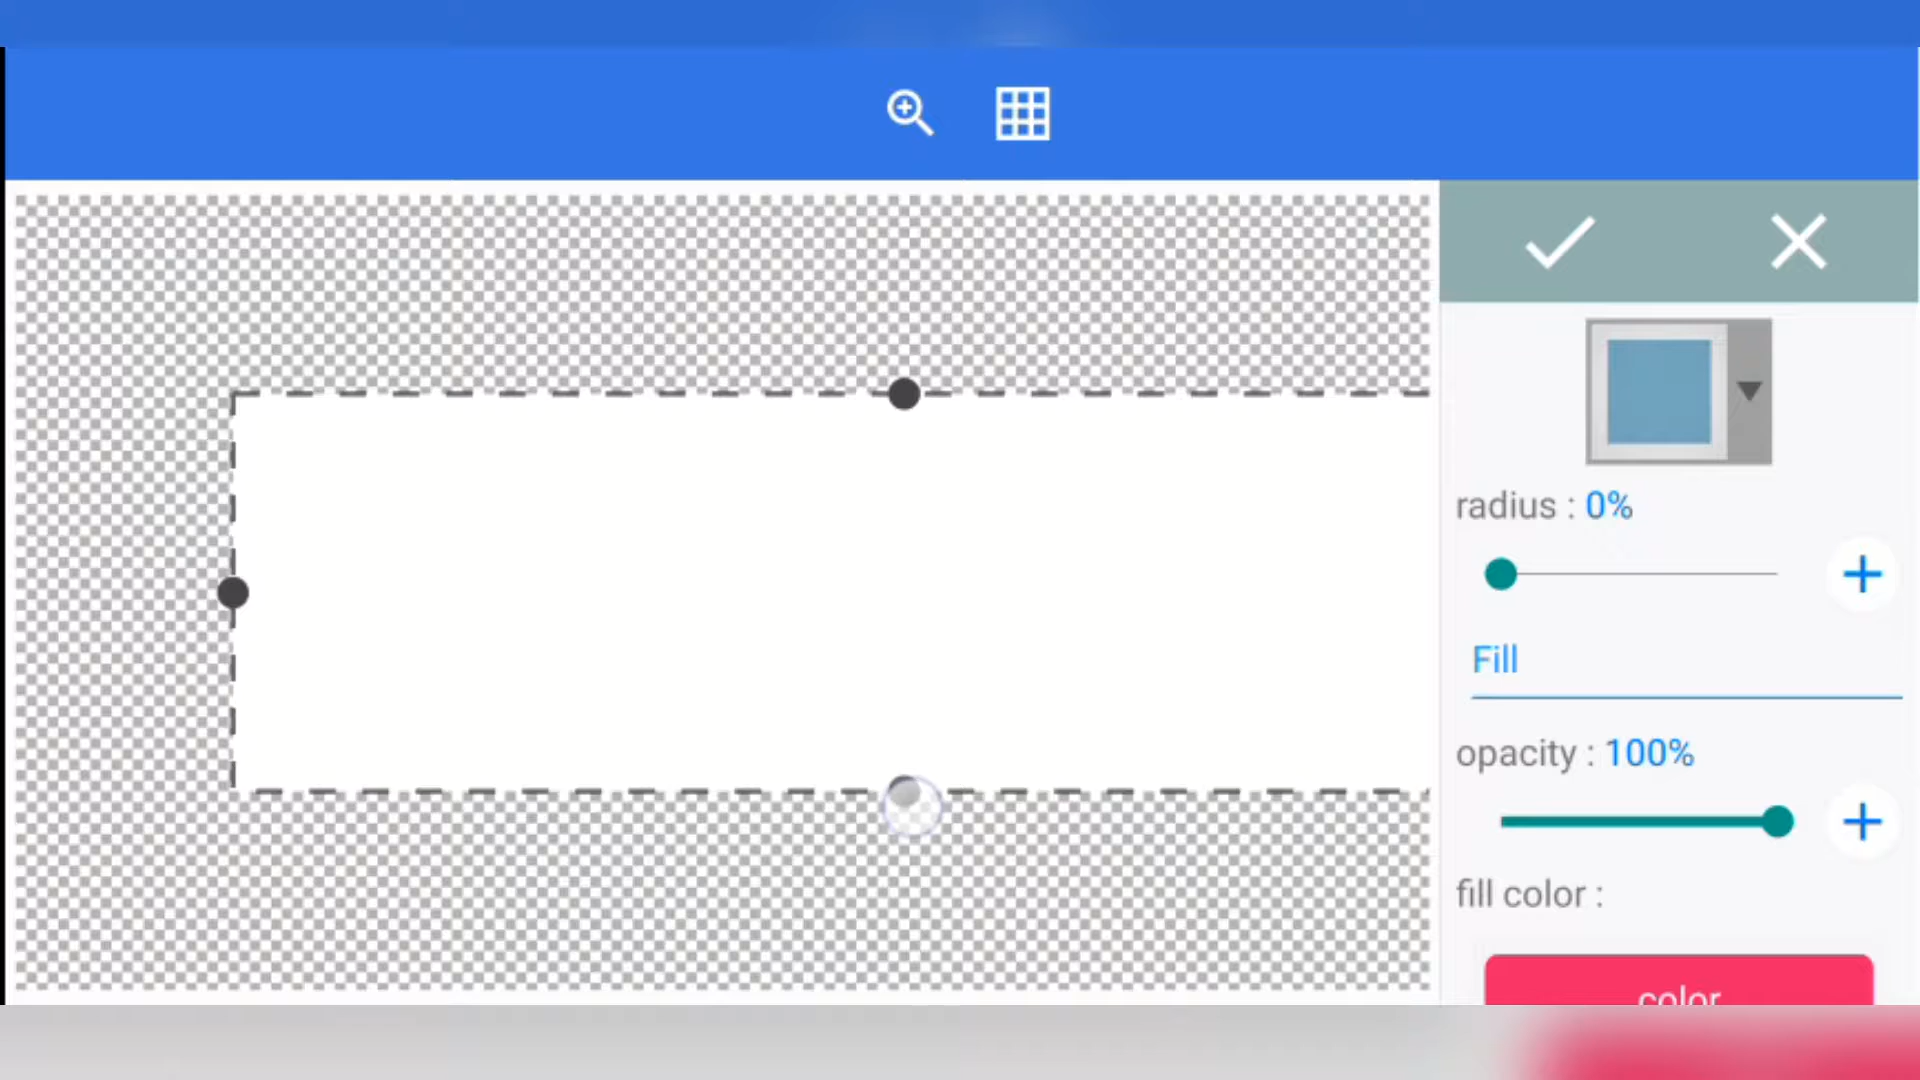 radius : 0%
Fill
opacity : 100%
fill color :
color